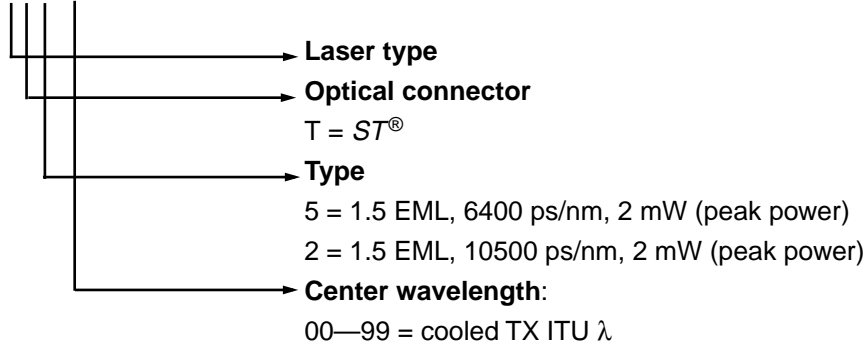 Laser type
Optical connector
T = ST®
Type
5 = 1.5 EML, 6400 ps/nm, 2 mW (peak power)
2 = 1.5 EML, 10500 ps/nm, 2 mW (peak power)
Center wavelength:
00—99 = cooled TX ITU λ